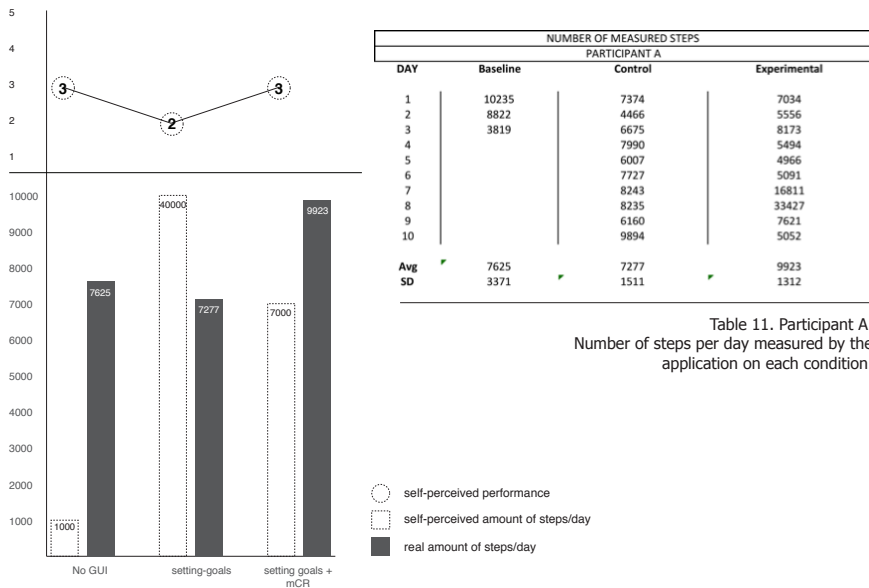 5
4
3
2
1
3
2
3
10000
9000
8000
7000
6000
5000
4000
3000
2000
1000
1000
7625
40000
7277
7000
9923
No GUI
setting-goals
setting goals +
mCR
NUMBER OF MEASURED STEPS
PARTICIPANT A
DAY Baseline Control Experimental
1 10235 7374 7034
2 8822 4466 5556
3 3819 6675 8173
4 7990 5494
5 6007 4966
6 7727 5091
7 8243 16811
8 8235 33427
9 6160 7621
10 9894 5052
Avg 7625 7277 9923
SD 3371 1511 1312
Table 11. Participant A
Number of steps per day measured by the
application on each condition
self-perceived performance
self-perceived amount of steps/day
real amount of steps/day